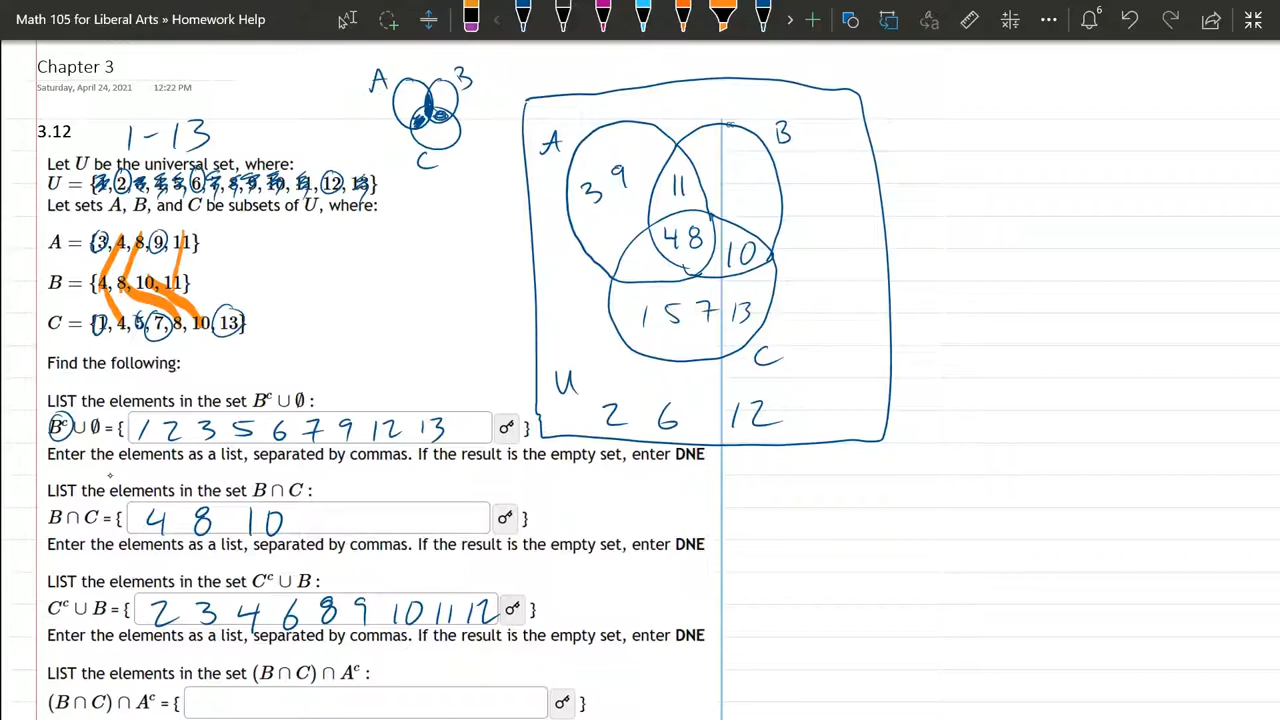 Math 105 for Liberal Arts » Homework Help
6
Chapter 3
Saturday, April 24, 2021 12:22 PM
3.12
1-13
A B
C
Let U be the universal set, where:
U = {1, 2, 3, 4, 5, 6, 7, 8, 9, 10, 11, 12, 13}
Let sets A, B, and C be subsets of U, where:
A = {3, 4, 8, 9, 11}
B = {4, 8, 10, 11}
C = {1, 4, 5, 7, 8, 10, 13}
A B
3 9 11
4 8 10
1 5 7 13
C
U
2 6 12
Find the following:
LIST the elements in the set Bᶜ ∪ ∅ :
Bᶜ ∪ ∅ = { 1 2 3 5 6 7 9 12 13 }
Enter the elements as a list, separated by commas. If the result is the empty set, enter DNE
LIST the elements in the set B ∩ C :
B ∩ C = { 4 8 10 }
Enter the elements as a list, separated by commas. If the result is the empty set, enter DNE
LIST the elements in the set Cᶜ ∪ B :
Cᶜ ∪ B = { 2 3 4 6 8 9 10 11 12 }
Enter the elements as a list, separated by commas. If the result is the empty set, enter DNE
LIST the elements in the set (B ∩ C) ∩ Aᶜ :
(B ∩ C) ∩ Aᶜ = { }